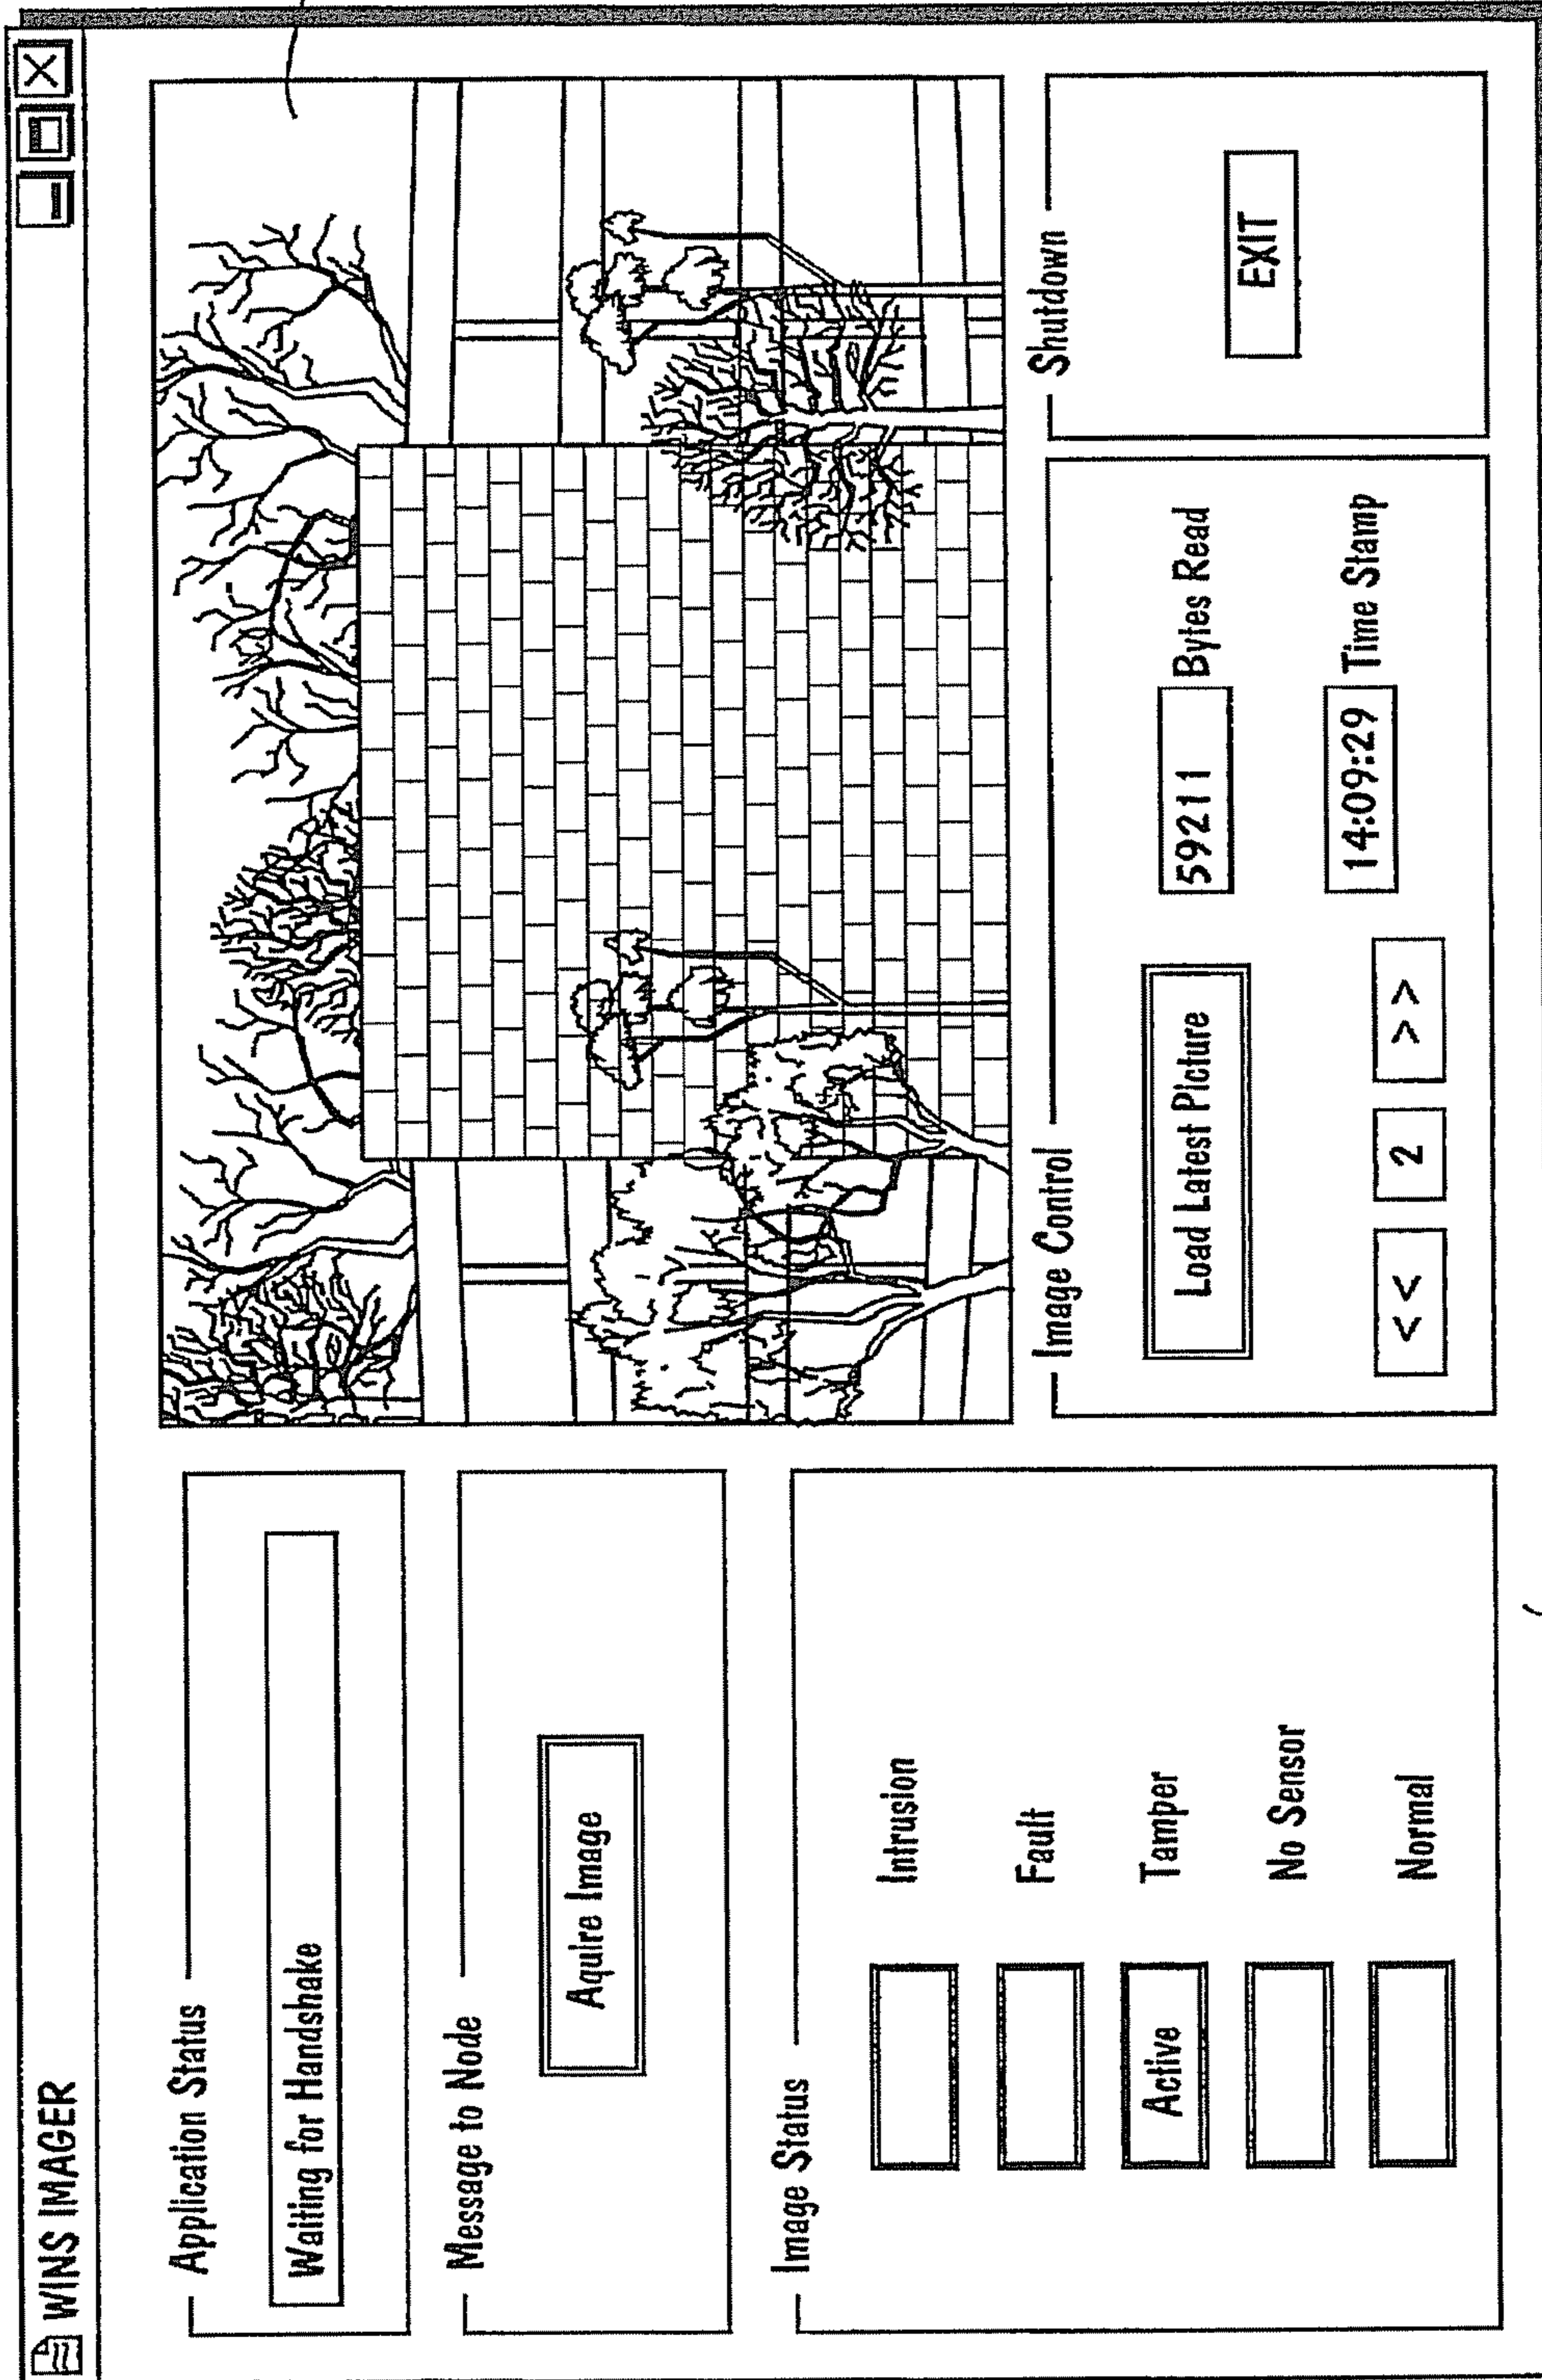 WINS IMAGER
Application Status
Waiting for Handshake
Message to Node
Aquire Image
Image Status
Intrusion
Fault
Active Tamper
No Sensor
Normal
Image Control
Load Latest Picture
59211 Bytes Read
<< 2 >>
14:09:29 Time Stamp
Shutdown
EXIT